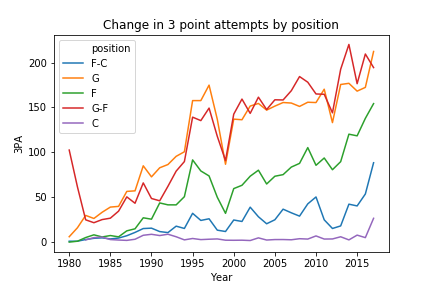 Change in 3 point attempts by position
position
F-C
G
F
G-F
C
3PA
200
150
100
50
0
1980 1985 1990 1995 2000 2005 2010 2015
Year